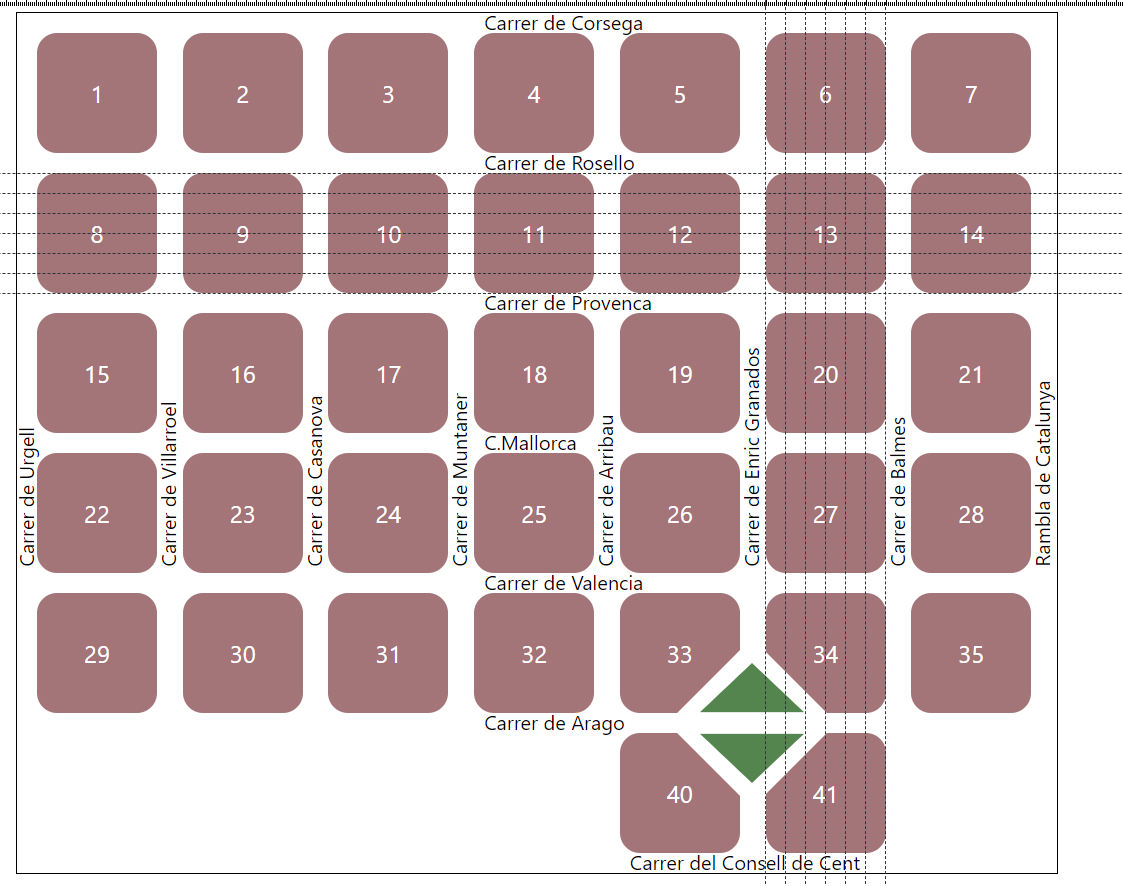 Carrer de Corsega
1 2 3 4 5 6 7
Carrer de Rosello
8 9 10 11 12 13 14
Carrer de Provenca
15 16 17 18 19 20 21
Carrer de Urgell
Carrer de Villarroel
Carrer de Casanova
Carrer de Muntaner
Carrer de Arribau
Carrer de Enric Granados
Carrer de Balmes
Rambla de Catalunya
C.Mallorca
22 23 24 25 26 27 28
Carrer de Valencia
29 30 31 32 33 34 35
Carrer de Arago
40 41
Carrer del Consell de Cent